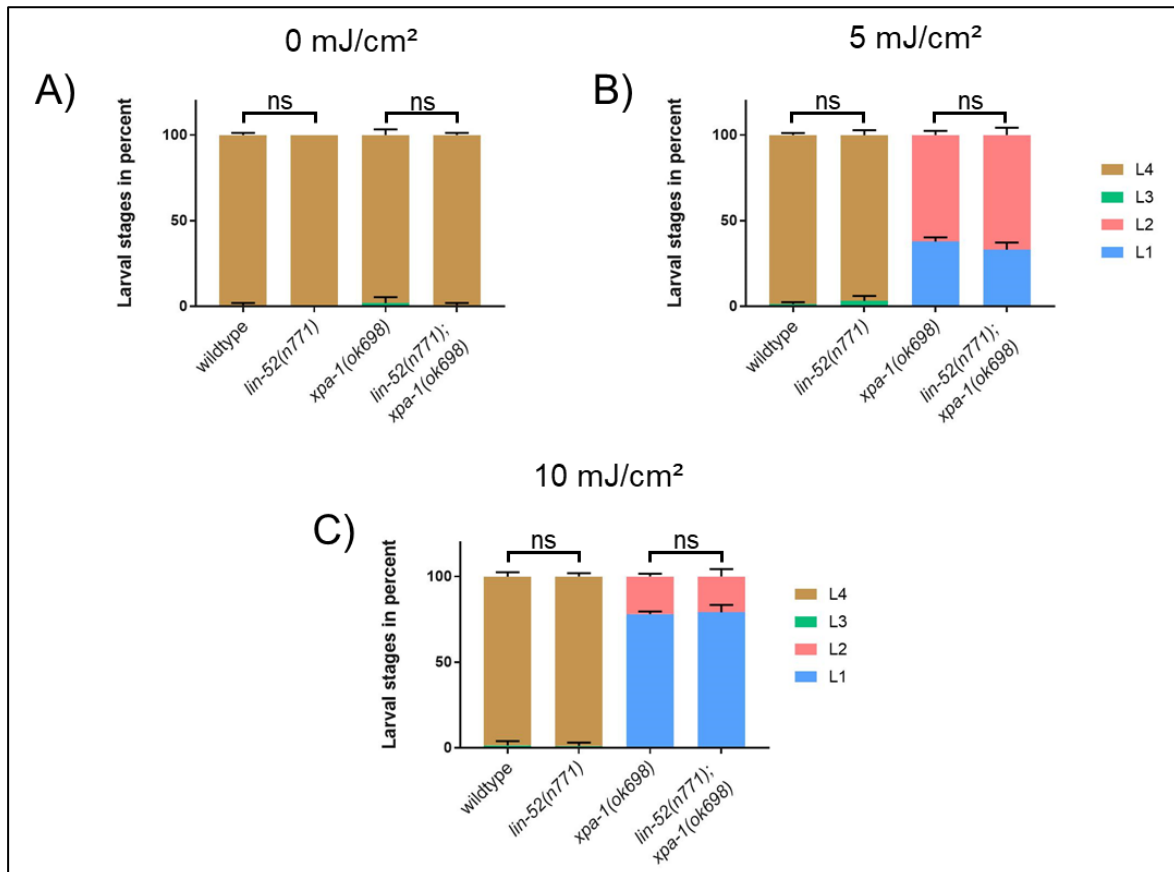 0 mJ/cm²
5 mJ/cm²
A)
B)
ns
ns
ns
ns
Larval stages in percent
100
50
0
wildtype
lin-52(n771)
xpa-1(ok698)
lin-52(n771);
xpa-1(ok698)
Larval stages in percent
100
50
0
wildtype
lin-52(n771)
xpa-1(ok698)
lin-52(n771);
xpa-1(ok698)
L4
L3
L2
L1
10 mJ/cm²
C)
ns
ns
Larval stages in percent
100
50
0
wildtype
lin-52(n771)
xpa-1(ok698)
lin-52(n771);
xpa-1(ok698)
L4
L3
L2
L1